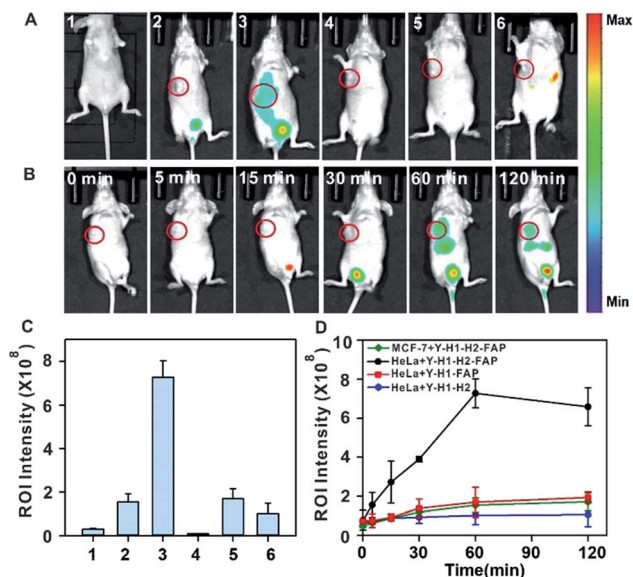 A 1 2 3 4 5 6 Max
B 0 min 5 min 15 min 30 min 60 min 120 min Min
C
ROI Intensity (X10⁸)
8
6
4
2
0
1 2 3 4 5 6
D
ROI Intensity (X10⁸)
10
8
6
4
2
0
MCF-7+Y-H1-H2-FAP
HeLa+Y-H1-H2-FAP
HeLa+Y-H1-FAP
HeLa+Y-H1-H2
0 30 60 90 120
Time(min)